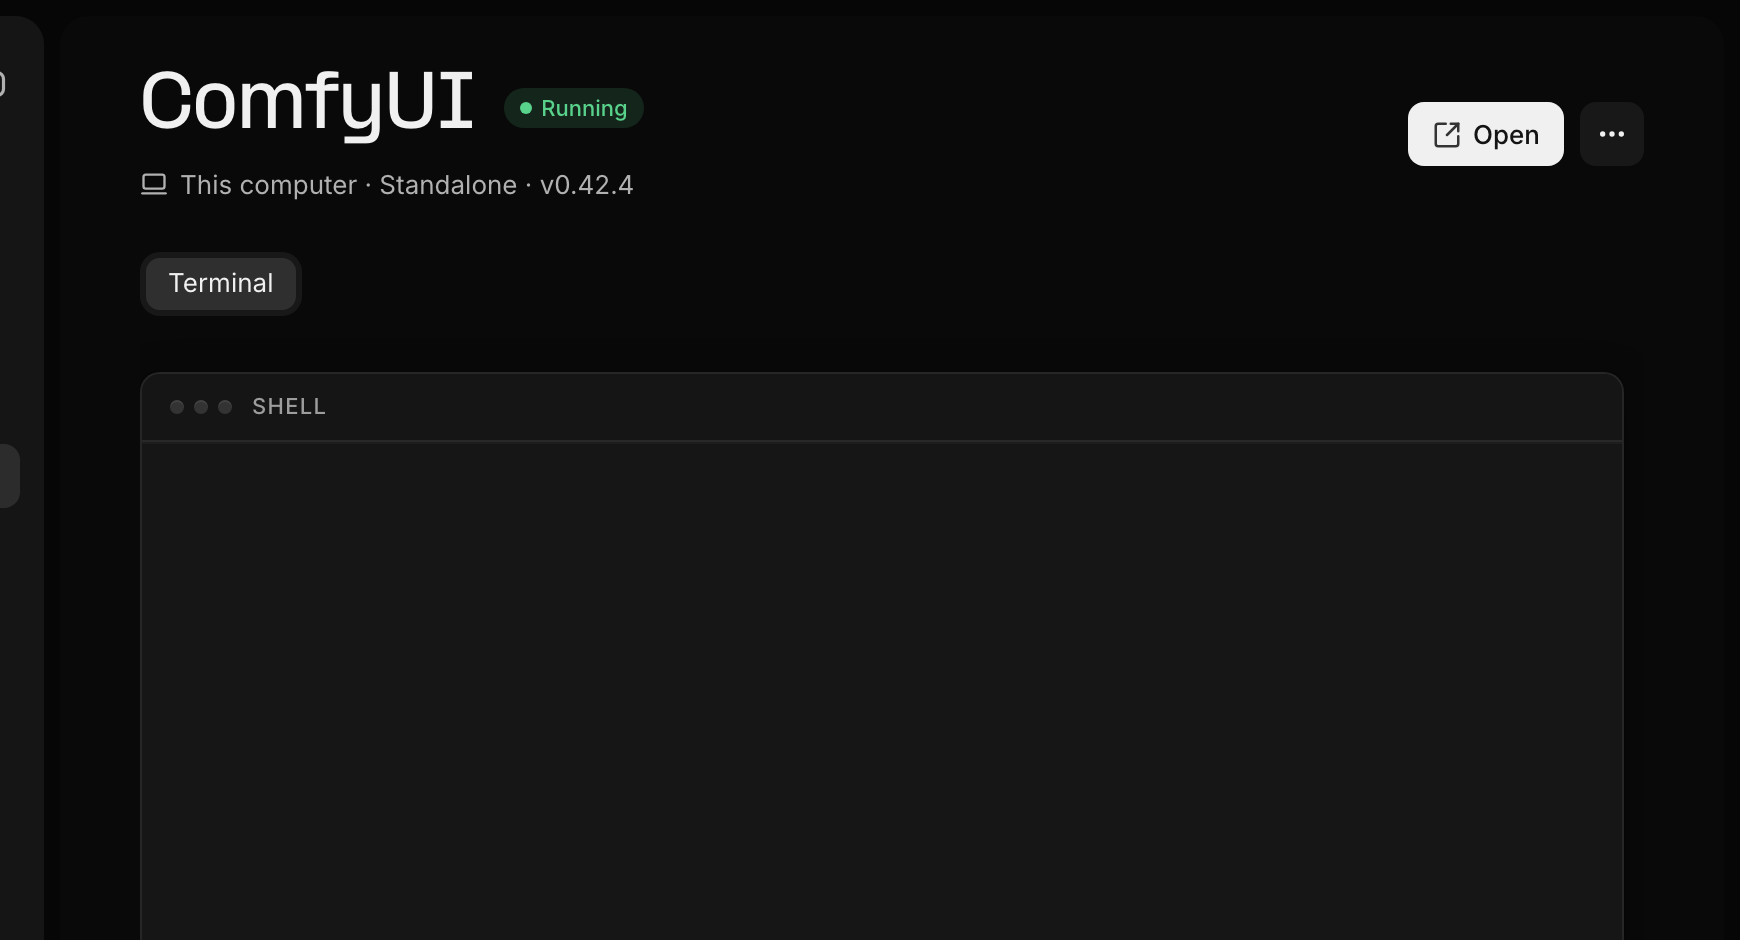 ComfyUI
Running
This computer · Standalone · v0.42.4
Open
Terminal
SHELL